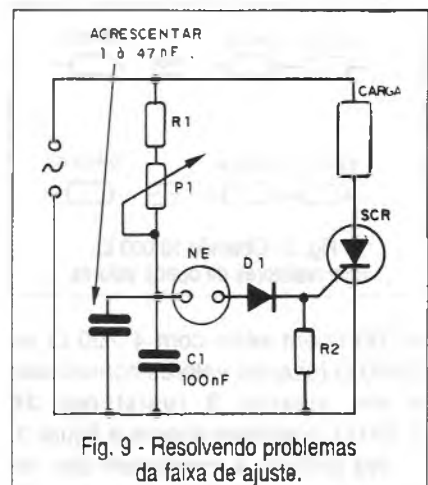 ACRESCENTAR
1 à 47nF.
R1
P1
CARGA
SCR
NE
D1
R2
C1
100nF
Fig. 9 - Resolvendo problemas
da faixa de ajuste.